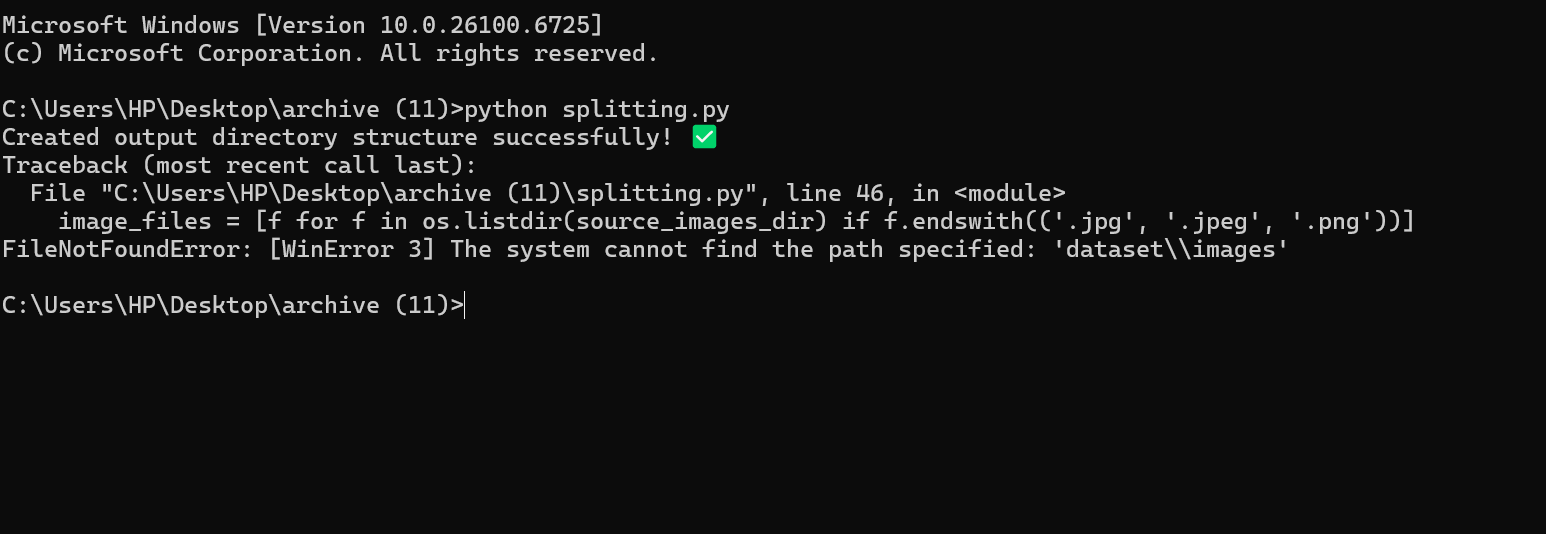 Microsoft Windows [Version 10.0.26100.6725]
(c) Microsoft Corporation. All rights reserved.
C:\Users\HP\Desktop\archive (11)>python splitting.py
Created output directory structure successfully! ✅
Traceback (most recent call last):
  File "C:\Users\HP\Desktop\archive (11)\splitting.py", line 46, in <module>
    image_files = [f for f in os.listdir(source_images_dir) if f.endswith(('.jpg', '.jpeg', '.png'))]
FileNotFoundError: [WinError 3] The system cannot find the path specified: 'dataset\\images'
C:\Users\HP\Desktop\archive (11)>